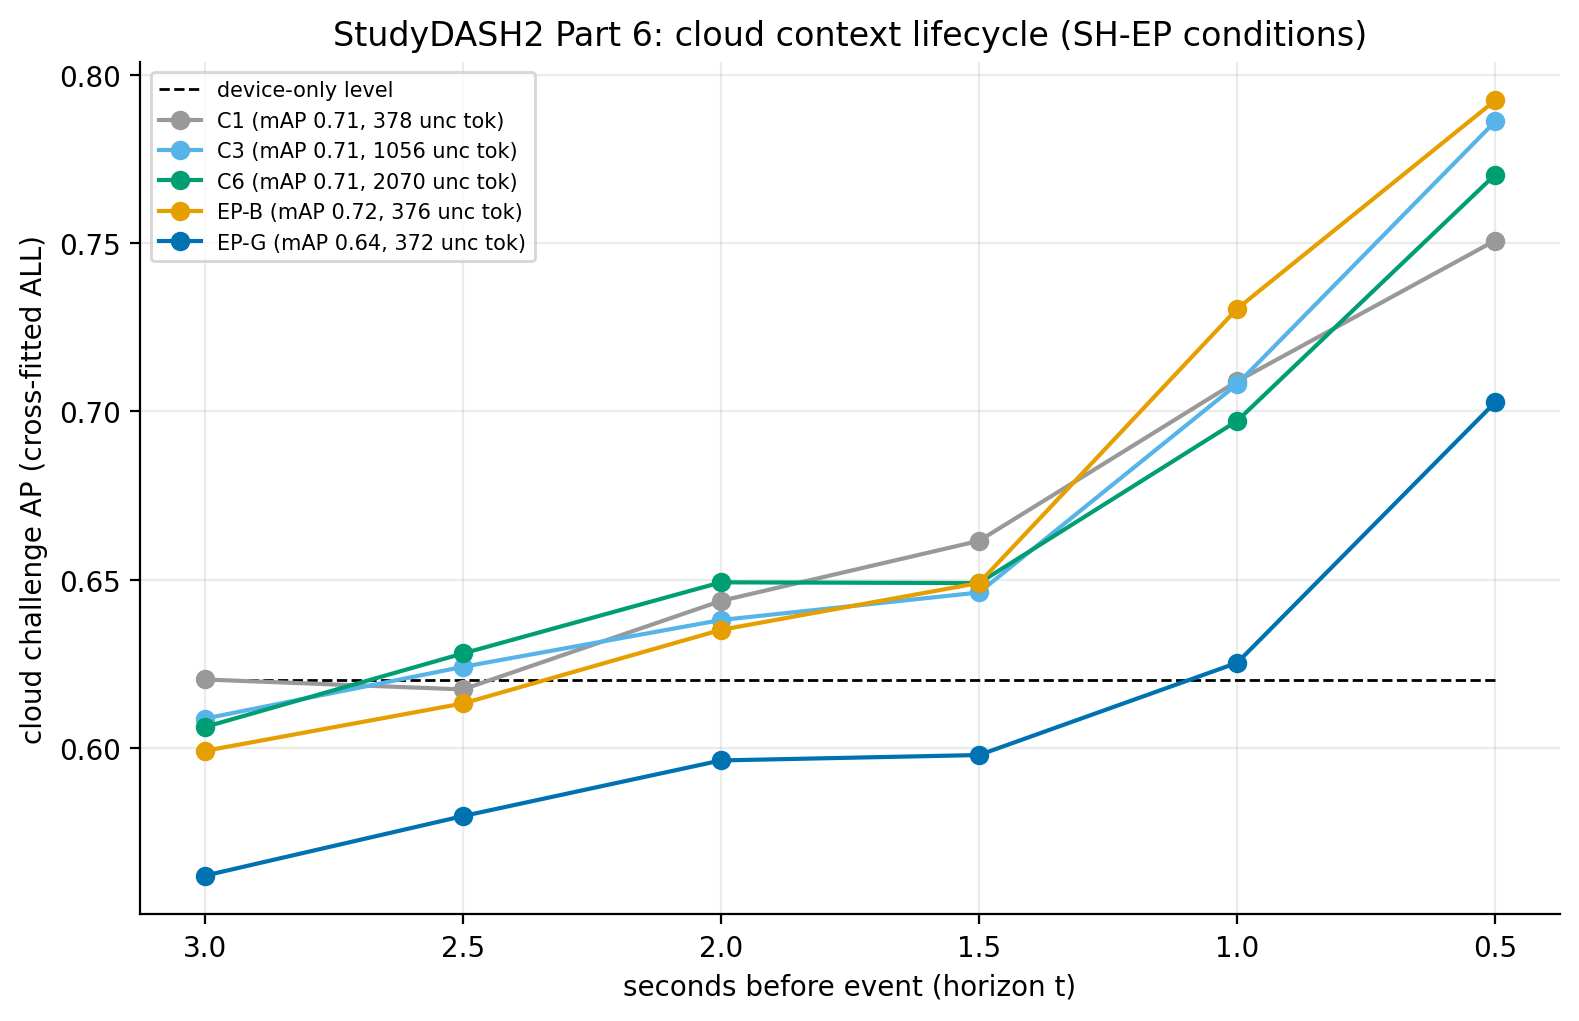 StudyDASH2 Part 6: cloud context lifecycle (SH-EP conditions)
device-only level
C1 (mAP 0.71, 378 unc tok)
C3 (mAP 0.71, 1056 unc tok)
C6 (mAP 0.71, 2070 unc tok)
EP-B (mAP 0.72, 376 unc tok)
EP-G (mAP 0.64, 372 unc tok)
cloud challenge AP (cross-fitted ALL)
0.80
0.75
0.70
0.65
0.60
3.0 2.5 2.0 1.5 1.0 0.5
seconds before event (horizon t)